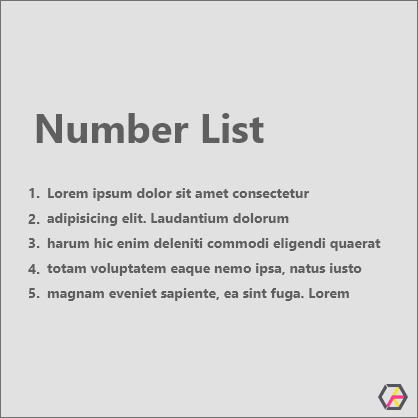 Number List
1. Lorem ipsum dolor sit amet consectetur
2. adipisicing elit. Laudantium dolorum
3. harum hic enim deleniti commodi eligendi quaerat
4. totam voluptatem eaque nemo ipsa, natus iusto
5. magnam eveniet sapiente, ea sint fuga. Lorem